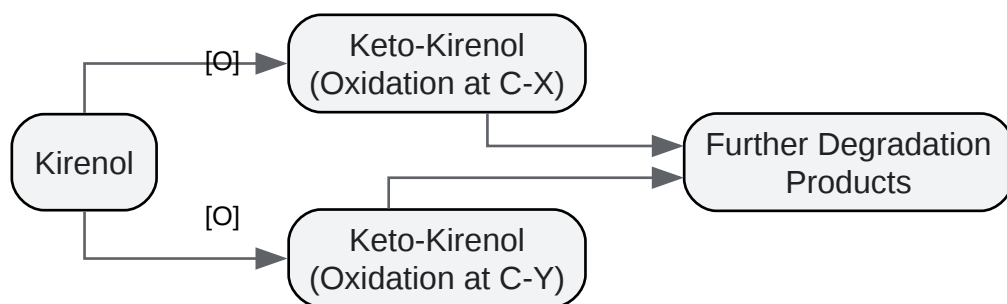 Kirenol
[O]
Keto-Kirenol
(Oxidation at C-X)
[O]
Keto-Kirenol
(Oxidation at C-Y)
Further Degradation
Products